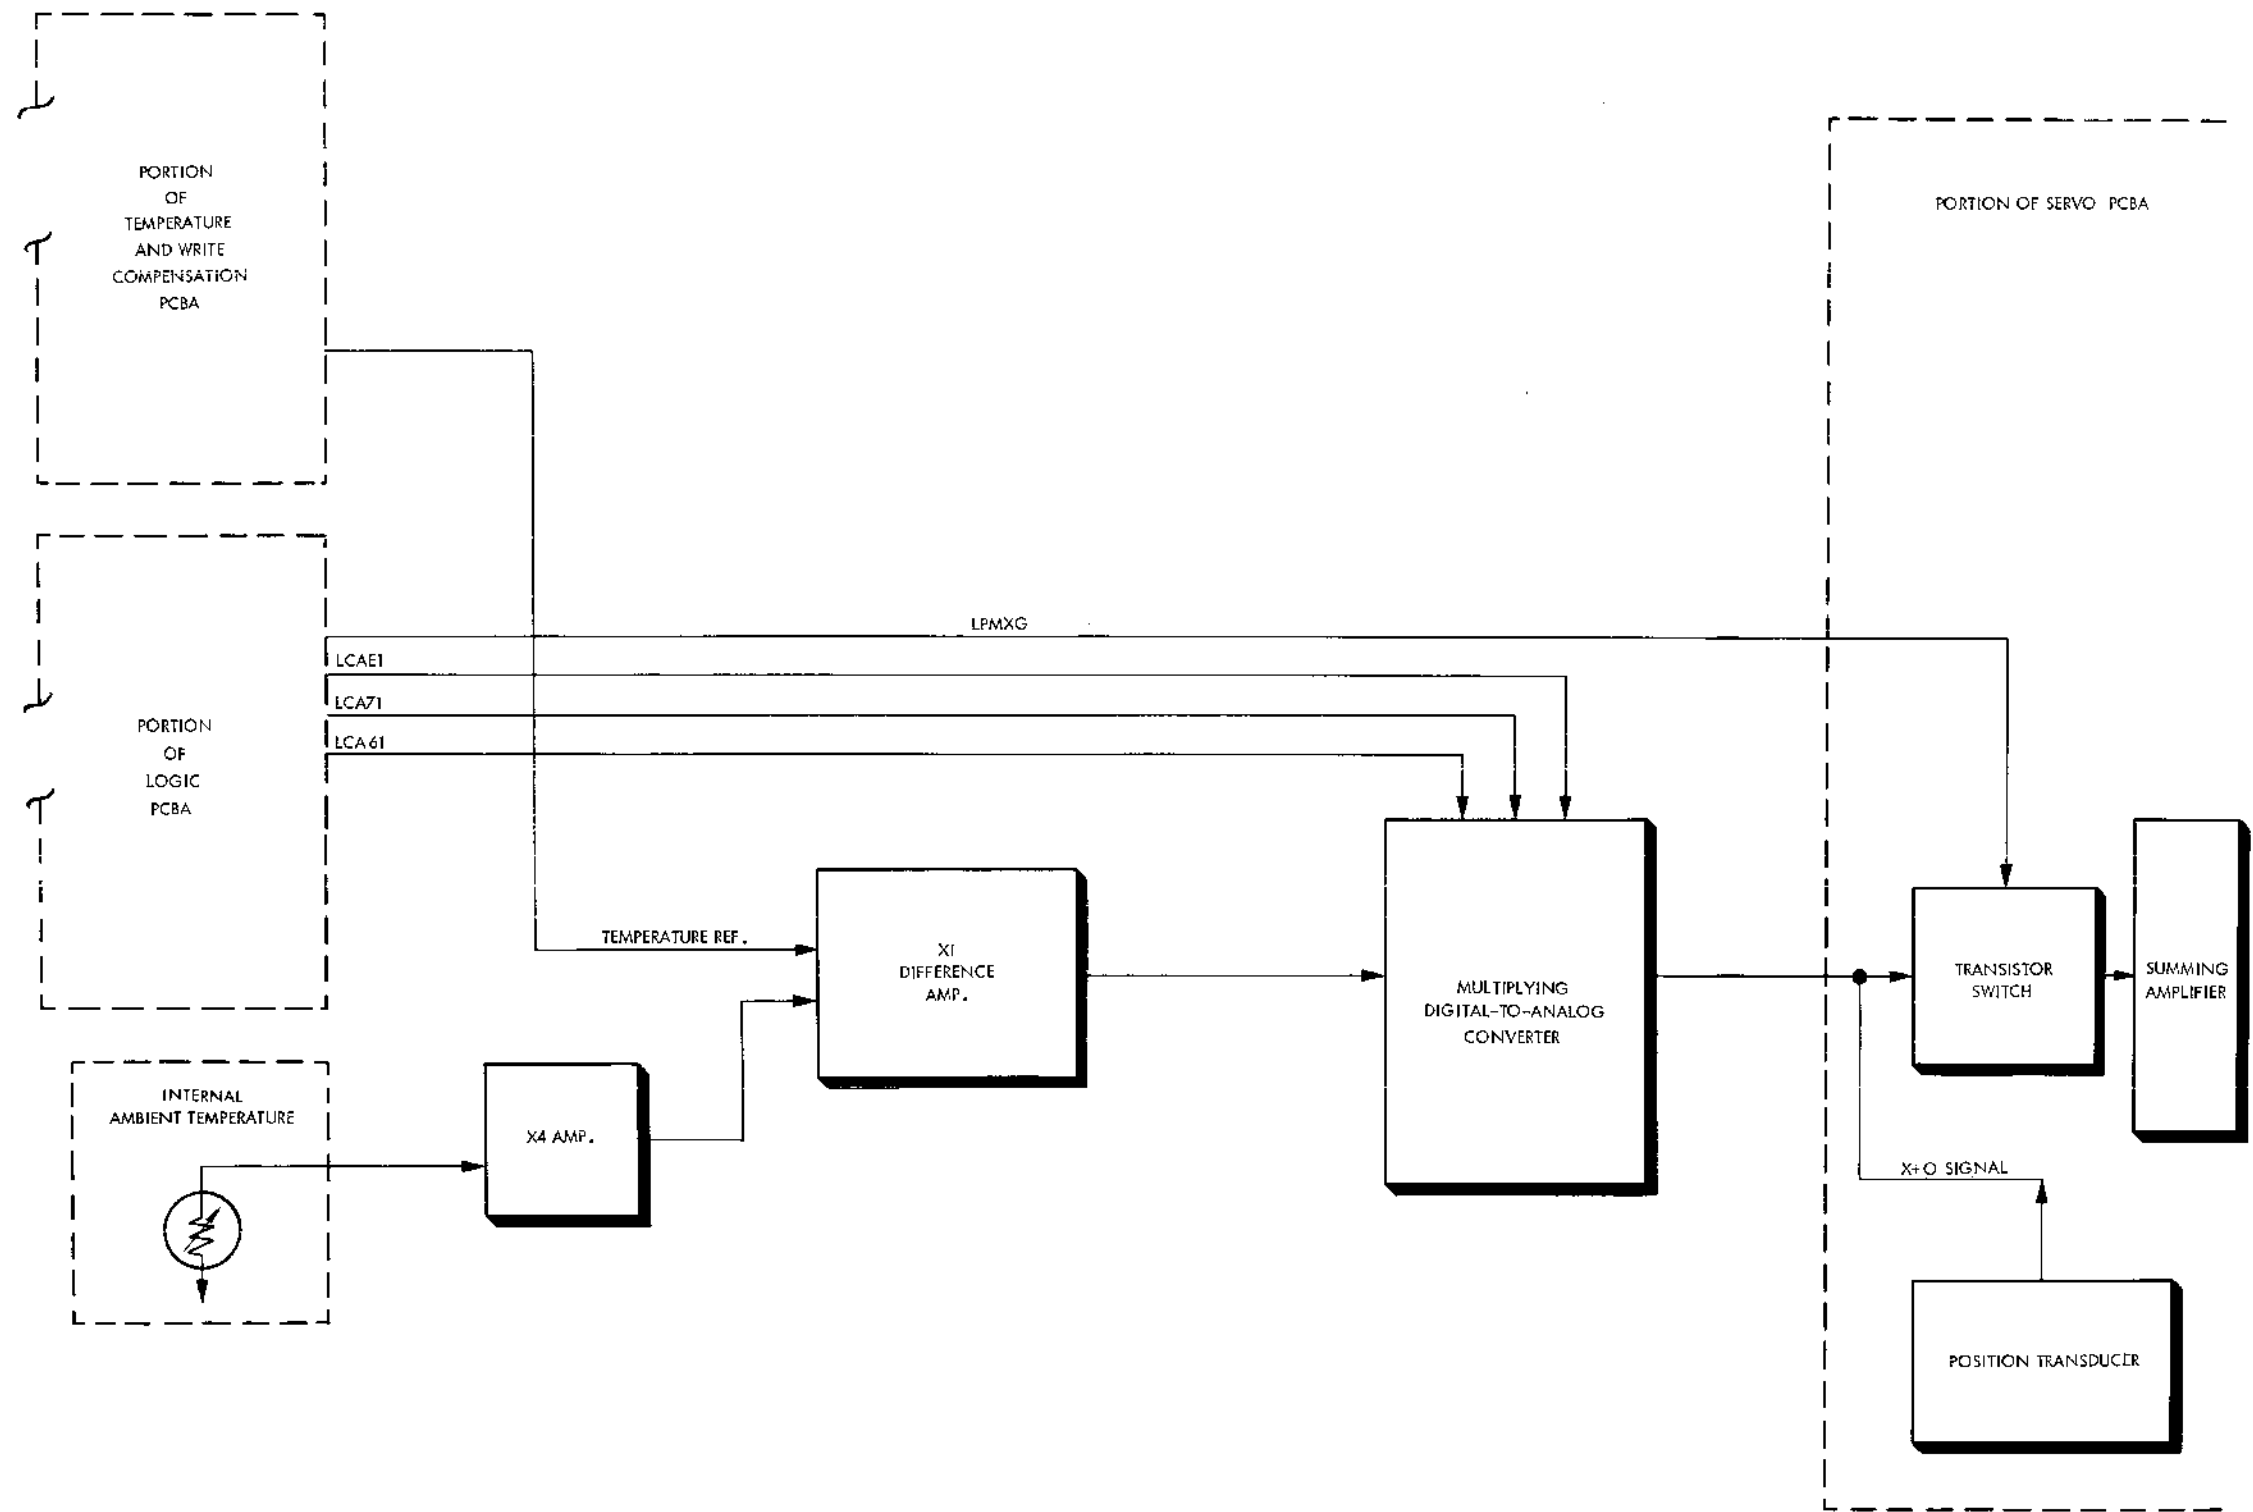 PORTION
OF
TEMPERATURE
AND WRITE
COMPENSATION
PCBA
PORTION OF SERVO PCBA
LPMXG
LCAE1
LCA71
LCA61
PORTION
OF
LOGIC
PCBA
TEMPERATURE REF.
X1
DIFFERENCE
AMP.
MULTIPLYING
DIGITAL-TO-ANALOG
CONVERTER
TRANSISTOR
SWITCH
SUMMING
AMPLIFIER
INTERNAL
AMBIENT TEMPERATURE
X4 AMP.
X+O SIGNAL
POSITION TRANSDUCER